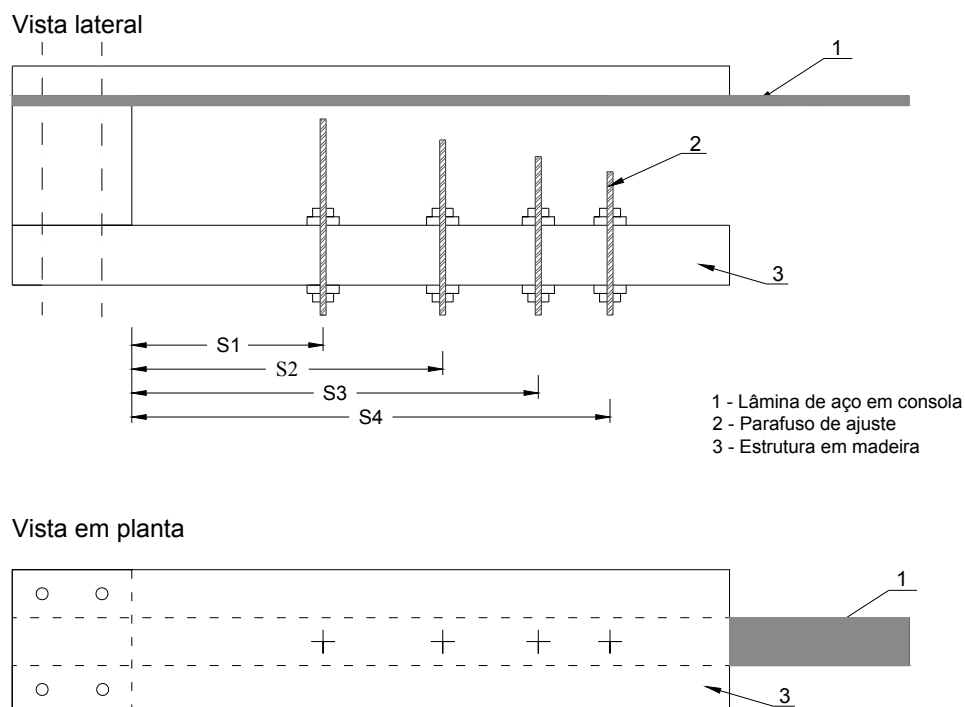 Vista lateral
1
2
3
S1
S2
S3
S4
1 - Lâmina de aço em consola
2 - Parafuso de ajuste
3 - Estrutura em madeira
Vista em planta
1
3